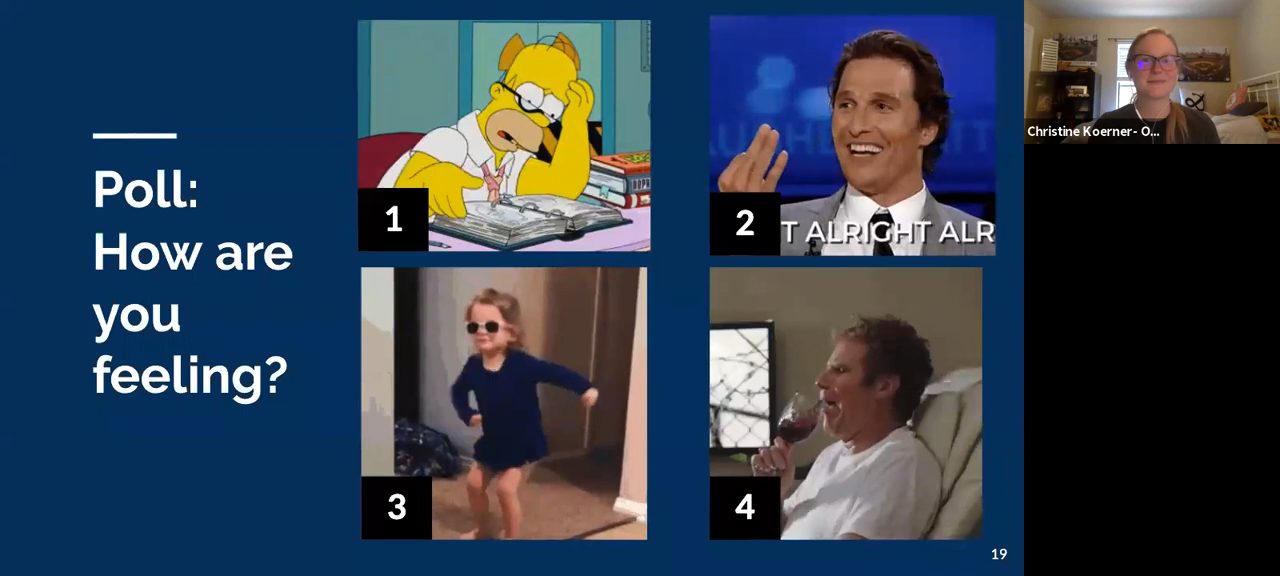 Poll:
How are
you
feeling?
1
2
T ALRIGHT ALR
3
4
19
Christine Koerner- O...